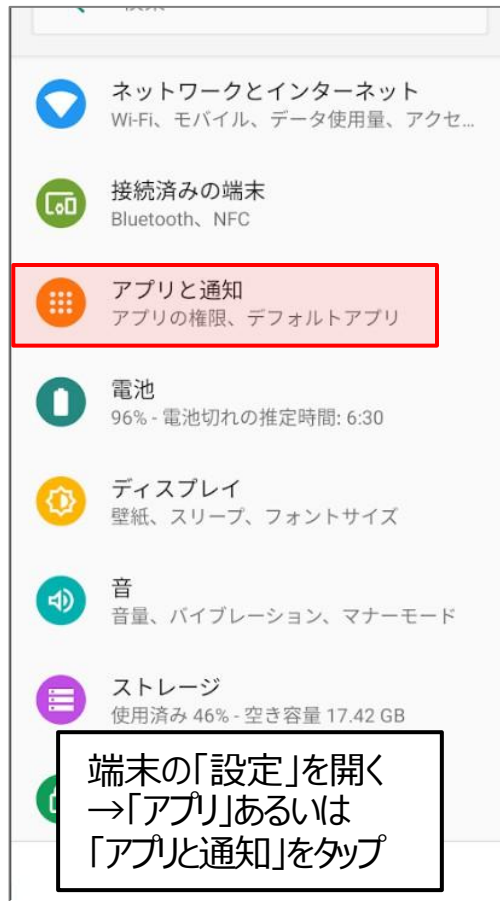 ネットワークとインターネット
Wi-Fi、モバイル、データ使用量、アクセ...
接続済みの端末
Bluetooth、NFC
アプリと通知
アプリの権限、デフォルトアプリ
電池
96% - 電池切れの推定時間: 6:30
ディスプレイ
壁紙、スリープ、フォントサイズ
音
音量、バイブレーション、マナーモード
ストレージ
使用済み 46% - 空き容量 17.42 GB
端末の「設定」を開く
→「アプリ」あるいは
「アプリと通知」をタップ